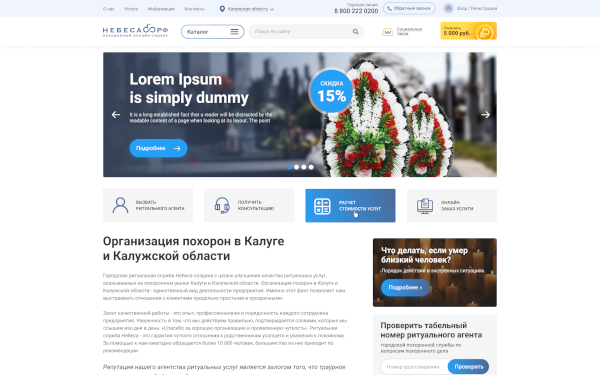 О нас Услуги Информация Контакты Калужская область Горячая линия: 8 800 222 0200 Обратный звонок Вход / Регистрация
НЕБЕСА РФ
похоронный онлайн-сервис
Каталог
Поиск по сайту
Социальное такси
Получить
5 000 руб.
Lorem Ipsum
is simply dummy
It is a long established fact that a reader will be distracted by the
readable content of a page when looking at its layout. The point
Подробнее
СКИДКА
15%
ВЫЗВАТЬ
РИТУАЛЬНОГО АГЕНТА
ПОЛУЧИТЬ
КОНСУЛЬТАЦИЮ
РАСЧЕТ
СТОИМОСТИ УСЛУГ
ОНЛАЙН
ЗАКАЗ УСЛУГИ
Организация похорон в Калуге
и Калужской области
Городская ритуальная служба Небеса создана с целью улучшения качества ритуальных услуг,
оказываемых на похоронном рынке Калуги и Калужской области. Организация похорон в Калуге и
Калужской области - единственный вид деятельности предприятия. Именно этот факт позволяет нам
выстраивать отношения с клиентами предельно простыми и прозрачными.
Залог качественной работы - это опыт, профессионализм и порядочность каждого сотрудника
предприятия. Уверенность в том, что мы действуем правильно, подтверждается словами, которые мы
слышим изо дня в день: «Спасибо за хорошую организацию и проявленную чуткость». Ритуальная
служба Небеса - это гарантия чуткого отношения к родственникам усопшего и уважения к покойному.
За помощью к нам ежегодно обращается более 10 000 человек, большинство из них приходит по
рекомендации.
Репутация нашего агентства ритуальных услуг является залогом того, что траурное
Что делать, если умер
близкий человек?
Порядок действий в экстренных ситуациях.
Подробнее »
Проверить табельный
номер ритуального агента
городской похоронной службы по
вопросам похоронного дела
Номер удостоверения
Проверить